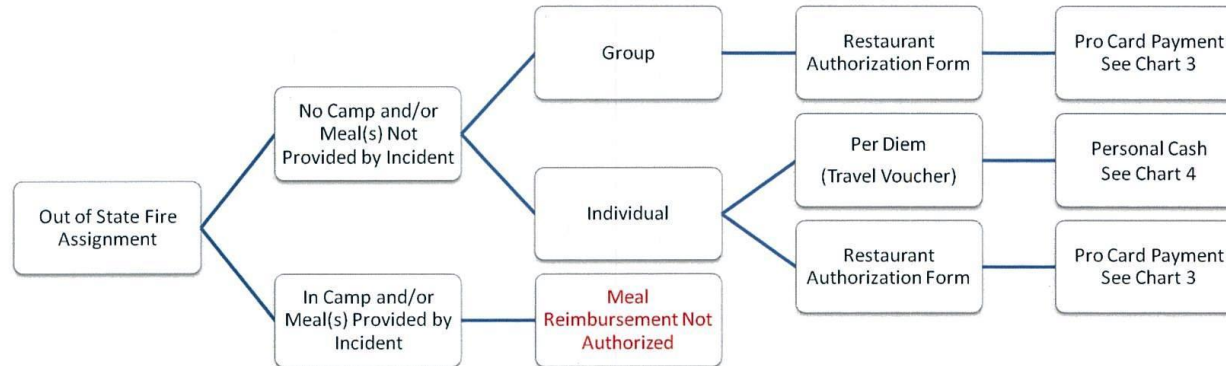 Out of State Fire
Assignment
No Camp and/or
Meal(s) Not
Provided by Incident
In Camp and/or
Meal(s) Provided by
Incident
Group
Individual
Meal
Reimbursement Not
Authorized
Restaurant
Authorization Form
Per Diem
(Travel Voucher)
Restaurant
Authorization Form
Pro Card Payment
See Chart 3
Personal Cash
See Chart 4
Pro Card Payment
See Chart 3